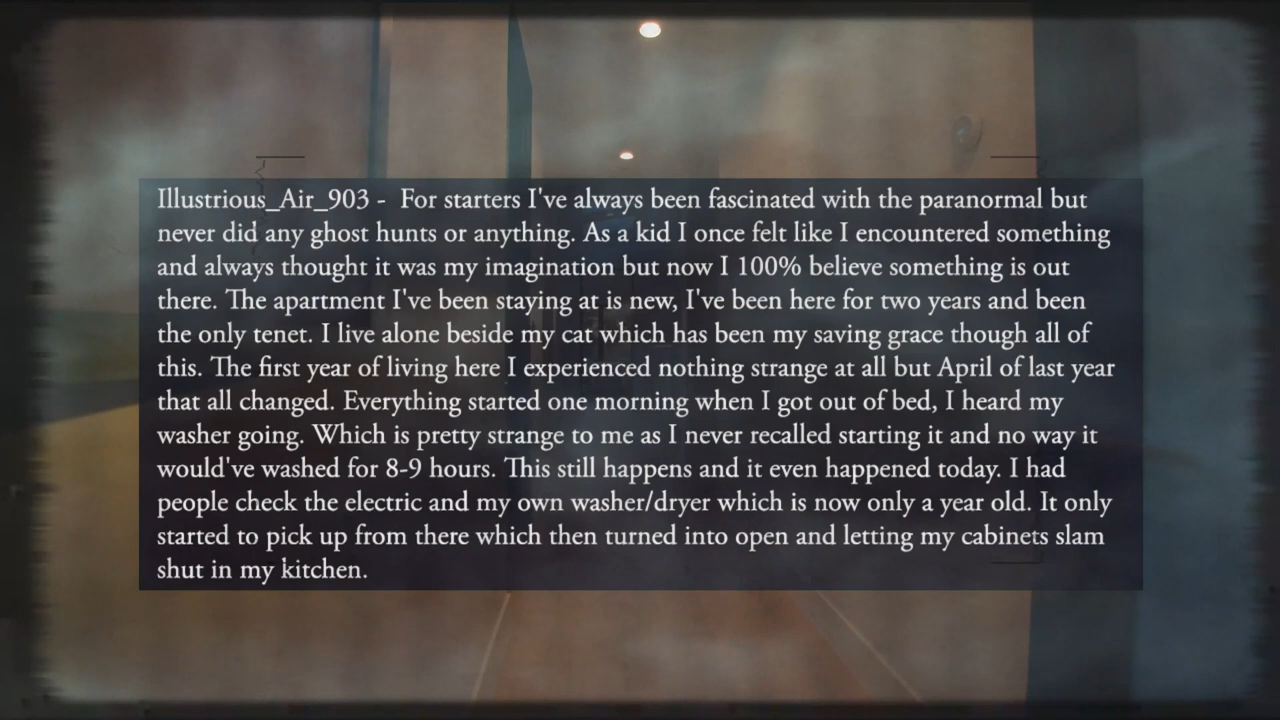 Illustrious_Air_903 -  For starters I've always been fascinated with the paranormal but
never did any ghost hunts or anything. As a kid I once felt like I encountered something
and always thought it was my imagination but now I 100% believe something is out
there. The apartment I've been staying at is new, I've been here for two years and been
the only tenet. I live alone beside my cat which has been my saving grace though all of
this. The first year of living here I experienced nothing strange at all but April of last year
that all changed. Everything started one morning when I got out of bed, I heard my
washer going. Which is pretty strange to me as I never recalled starting it and no way it
would've washed for 8-9 hours. This still happens and it even happened today. I had
people check the electric and my own washer/dryer which is now only a year old. It only
started to pick up from there which then turned into open and letting my cabinets slam
shut in my kitchen.